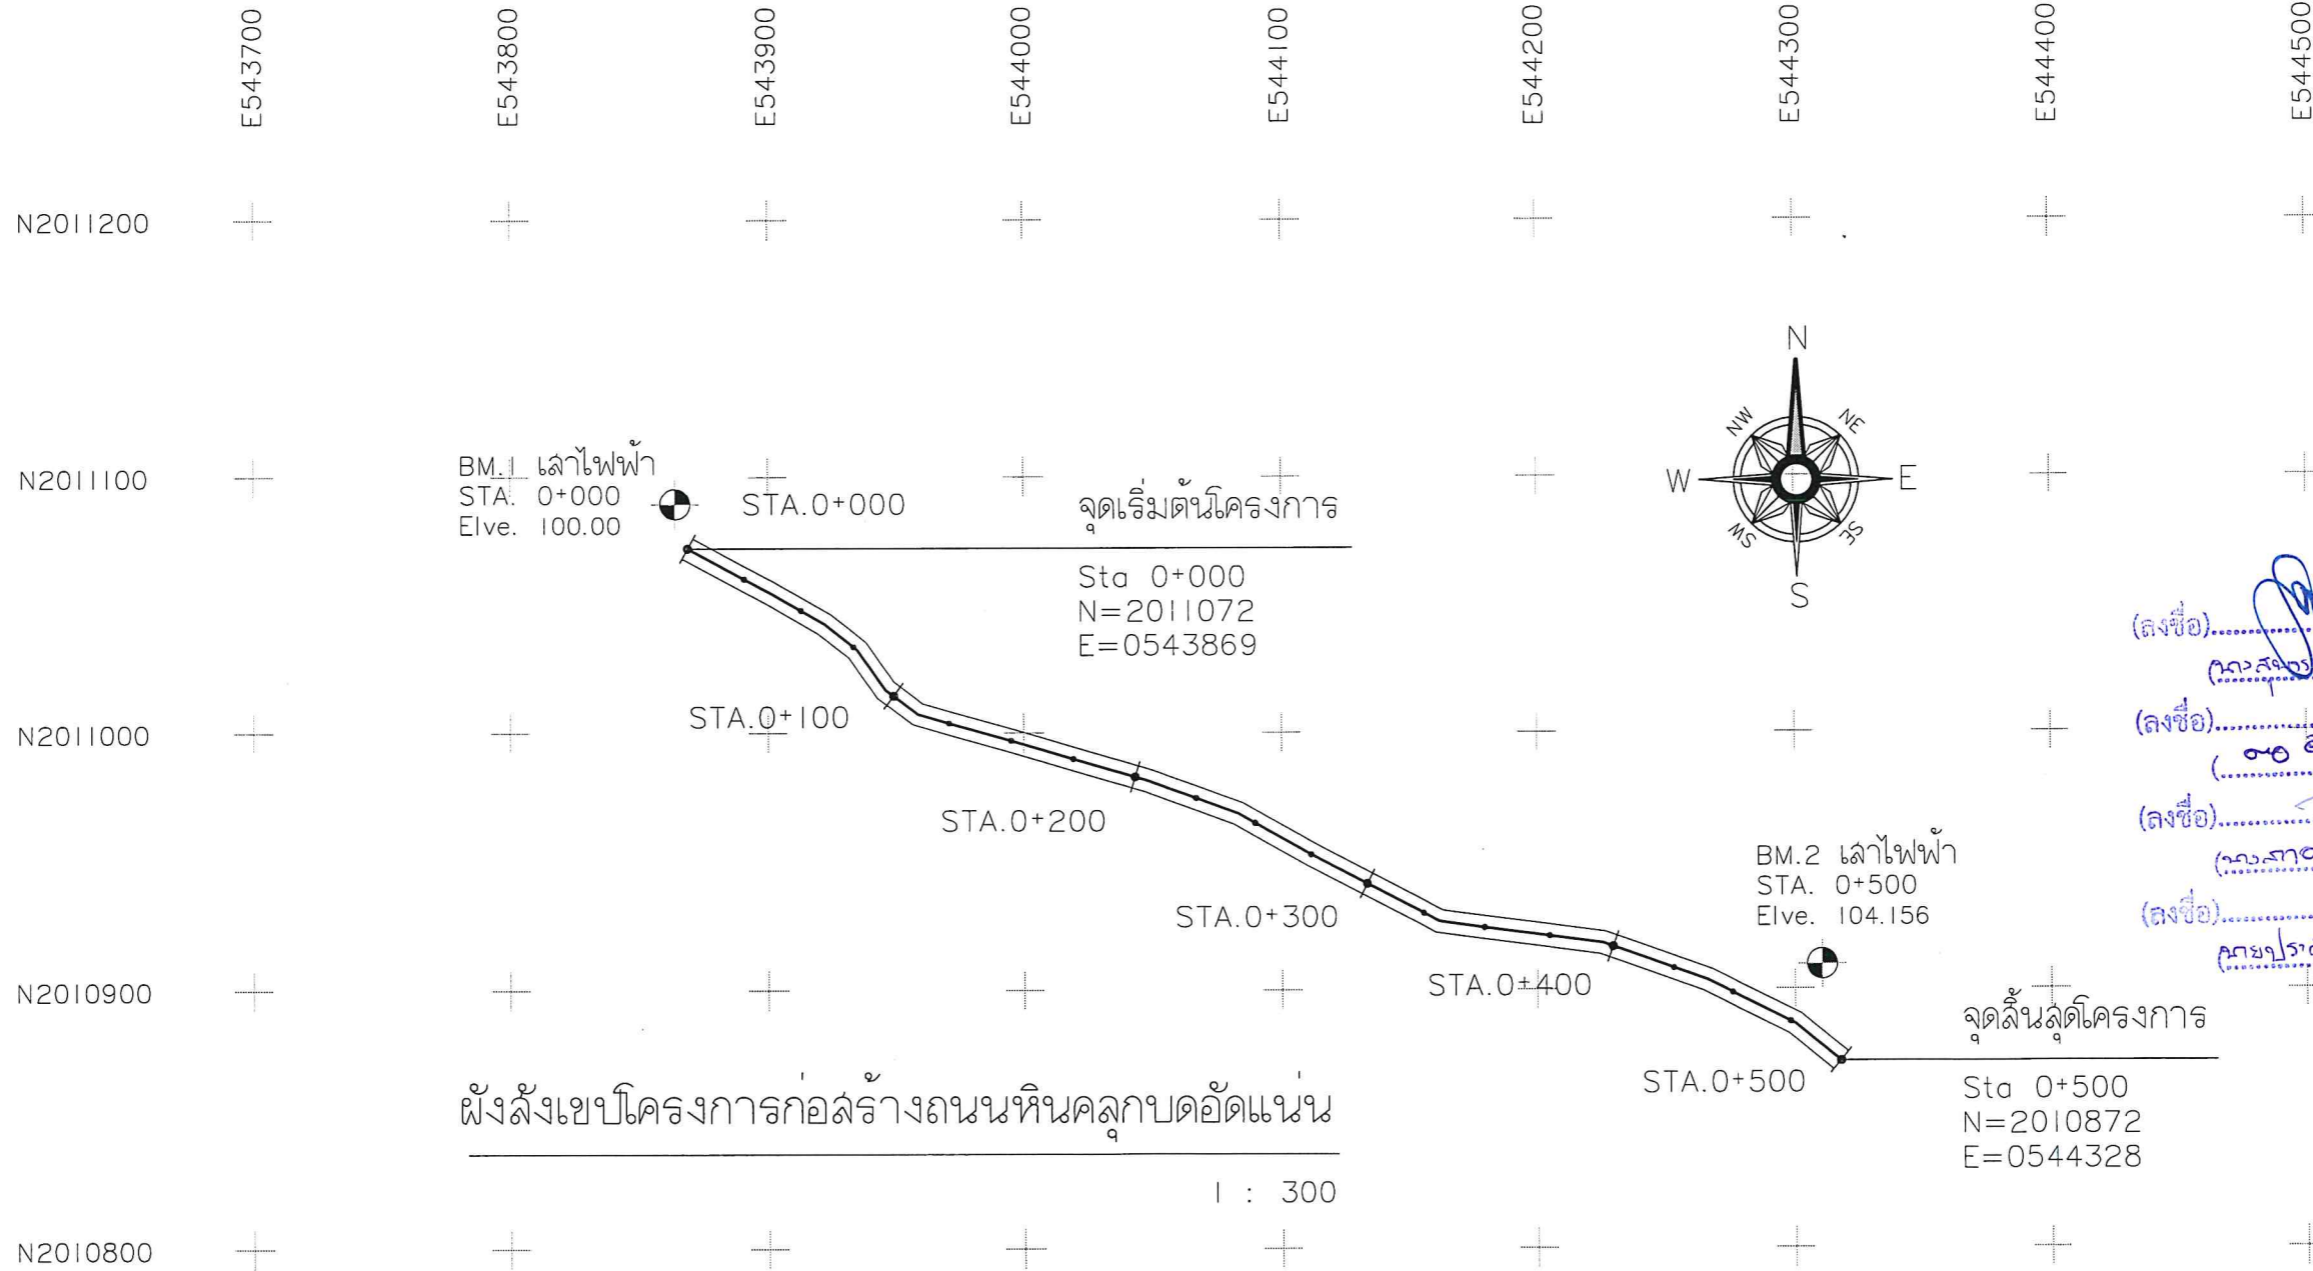 E543700
E543800
E543900
E544000
E544100
E544200
E544300
E544400
E544500
N2011200
N
NW
NE
W
E
SW
SE
S
N2011100
BM.1 เสาไฟฟ้า
STA. 0+000
Elve. 100.00
STA.0+000
จุดเริ่มต้นโครงการ
Sta 0+000
N=2011072
E=0543869
(ลงชื่อ)
(ลงชื่อ)
(ลงชื่อ)
(ลงชื่อ)
STA.0+100
N2011000
STA.0+200
STA.0+300
BM.2 เสาไฟฟ้า
STA. 0+500
Elve. 104.156
STA.0+400
N2010900
จุดสิ้นสุดโครงการ
STA.0+500
Sta 0+500
N=2010872
E=0544328
ผังสังเขปโครงการก่อสร้างถนนหินคลุกบดอัดแน่น
1 : 300
N2010800